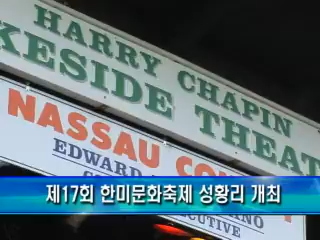 HARRY CHAPIN
KESIDE THEAT
NASSAU CO
EDWARD
제17회 한미문화축제 성황리 개최
ECUTIVE